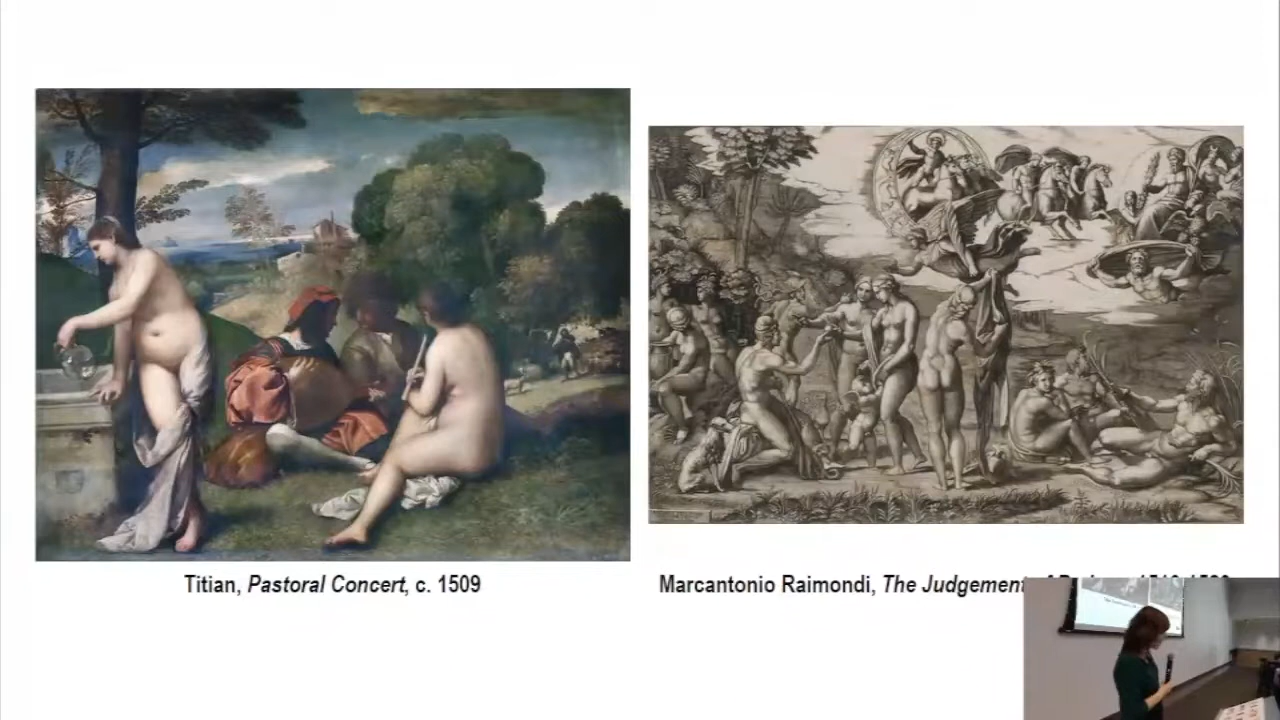 Titian, Pastoral Concert, c. 1509
Marcantonio Raimondi, The Judgement